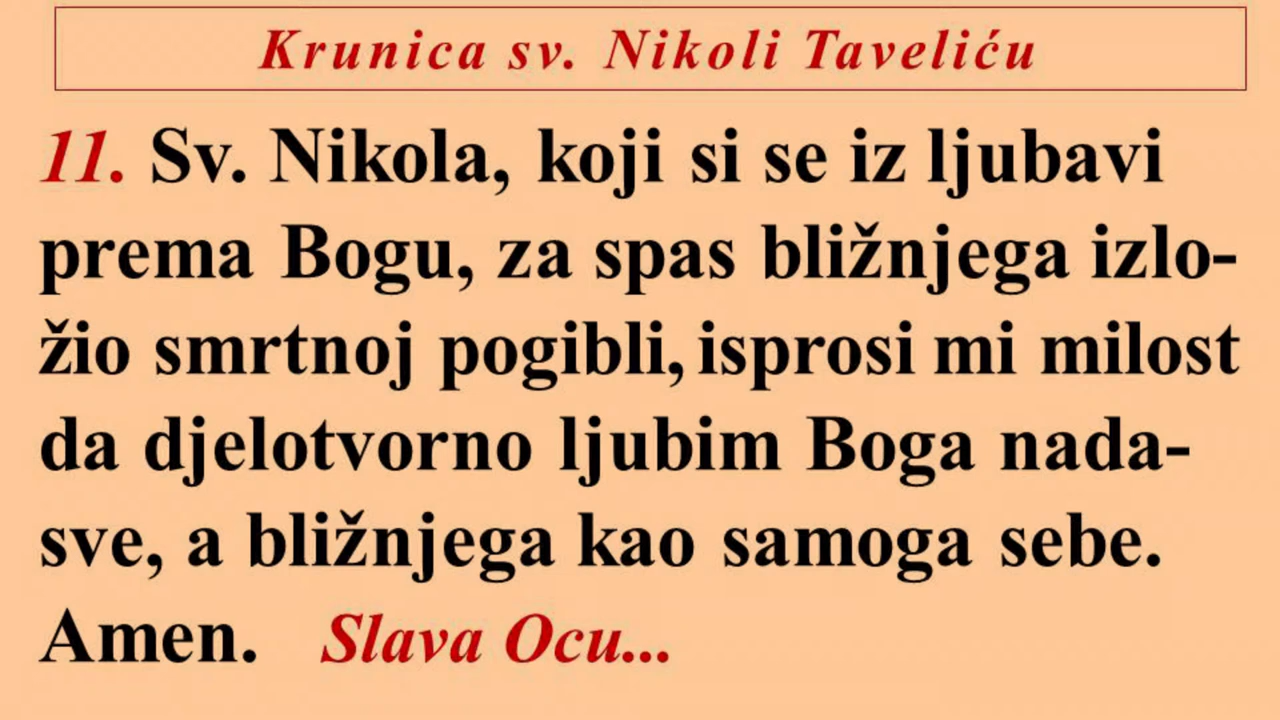 Krunica sv. Nikoli Taveliću
11. Sv. Nikola, koji si se iz ljubavi
prema Bogu, za spas bližnjega izlo-
žio smrtnoj pogibli, isprosi mi milost
da djelotvorno ljubim Boga nada-
sve, a bližnjega kao samoga sebe.
Amen. Slava Ocu...